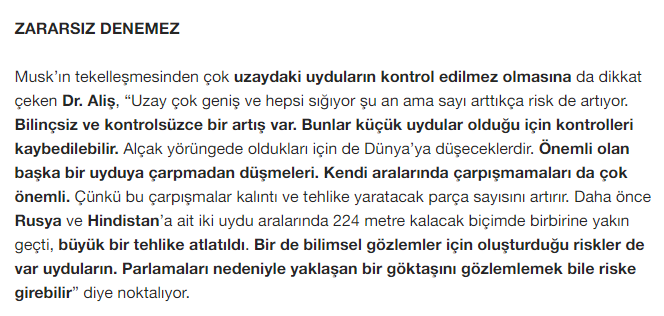 ZARARSIZ DENEMEZ
Musk’ın tekelleşmesinden çok uzaydaki uyduların kontrol edilmez olmasına da dikkat
çeken Dr. Aliş, “Uzay çok geniş ve hepsi sığıyor şu an ama sayı arttıkça risk de artıyor.
Bilinçsiz ve kontrolsüzce bir artış var. Bunlar küçük uydular olduğu için kontrolleri
kaybedilebilir. Alçak yörüngede oldukları için de Dünya’ya düşeceklerdir. Önemli olan
başka bir uyduya çarpmadan düşmeleri. Kendi aralarında çarpışmamaları da çok
önemli. Çünkü bu çarpışmalar kalıntı ve tehlike yaratacak parça sayısını artırır. Daha önce
Rusya ve Hindistan’a ait iki uydu aralarında 224 metre kalacak biçimde birbirine yakın
geçti, büyük bir tehlike atlatıldı. Bir de bilimsel gözlemler için oluşturduğu riskler de
var uyduların. Parlamaları nedeniyle yaklaşan bir göktaşını gözlemlemek bile riske
girebilir” diye noktalıyor.